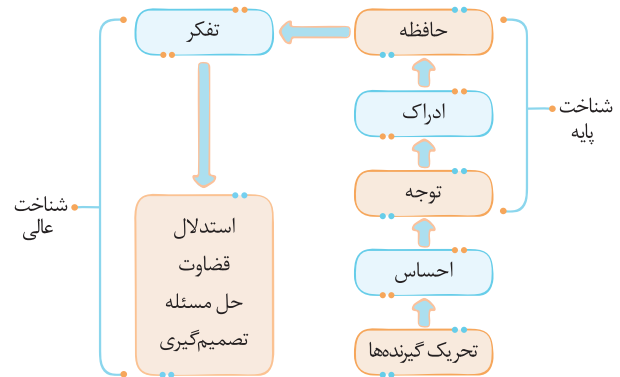 حافظه
تفکر
ادراک
شناخت
پایه
توجه
شناخت
عالی
استدلال
قضاوت
حل مسئله
تصمیم‌گیری
احساس
تحریک گیرنده‌ها